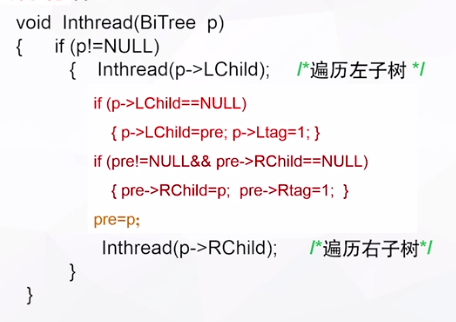 void Inthread(BiTree p)
{ if (p!=NULL)
{ Inthread(p->LChild); /*遍历左子树 */
if (p->LChild==NULL)
{ p->LChild=pre; p->Ltag=1; }
if (pre!=NULL&& pre->RChild==NULL)
{ pre->RChild=p; pre->Rtag=1; }
pre=p;
Inthread(p->RChild); /*遍历右子树*/
}
}